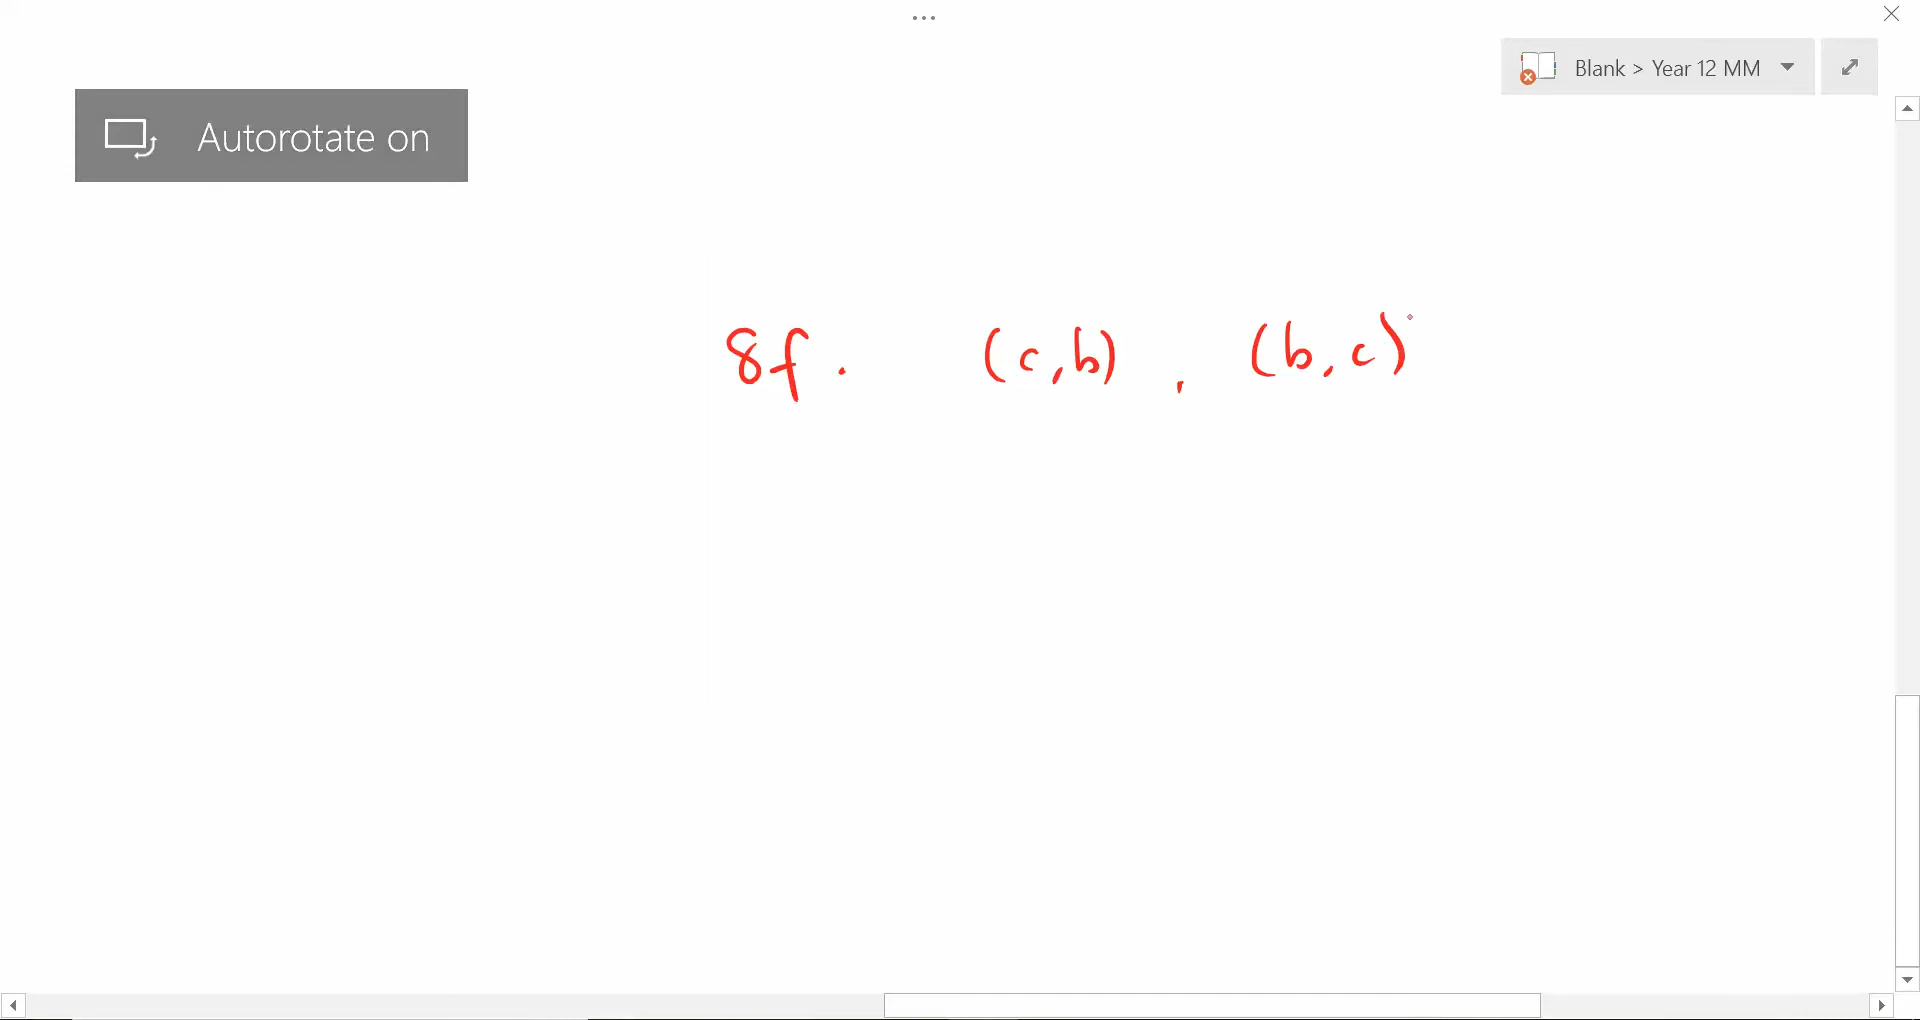 Blank > Year 12 MM
Autorotate on
8f. (c,b) , (b,c)